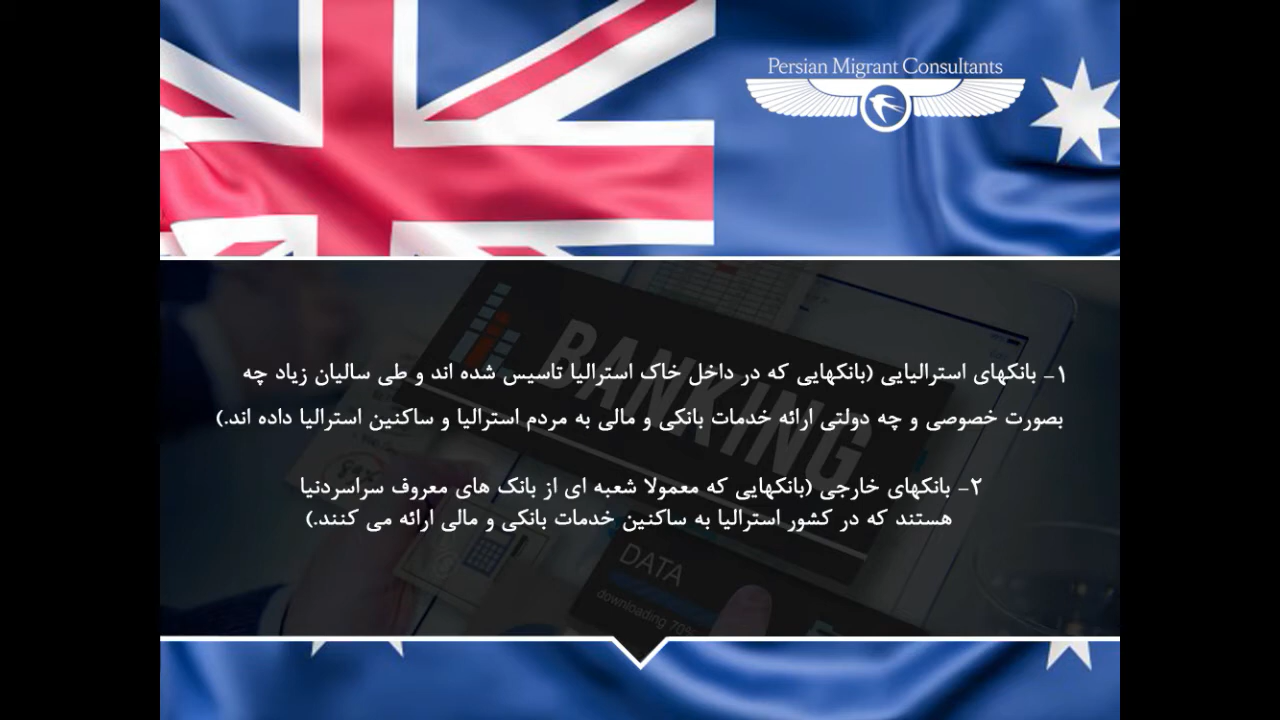 Persian Migrant Consultants
۱- بانکهای استرالیایی (بانکهایی که در داخل خاک استرالیا تاسیس شده اند و طی سالیان زیاد چه
بصورت خصوصی و چه دولتی ارائه خدمات بانکی و مالی به مردم استرالیا و ساکنین استرالیا داده اند.)
۲- بانکهای خارجی (بانکهایی که معمولا شعبه ای از بانک های معروف سراسردنیا
هستند که در کشور استرالیا به ساکنین خدمات بانکی و مالی ارائه می کنند.)
BANKING
DATA
downloading 70%